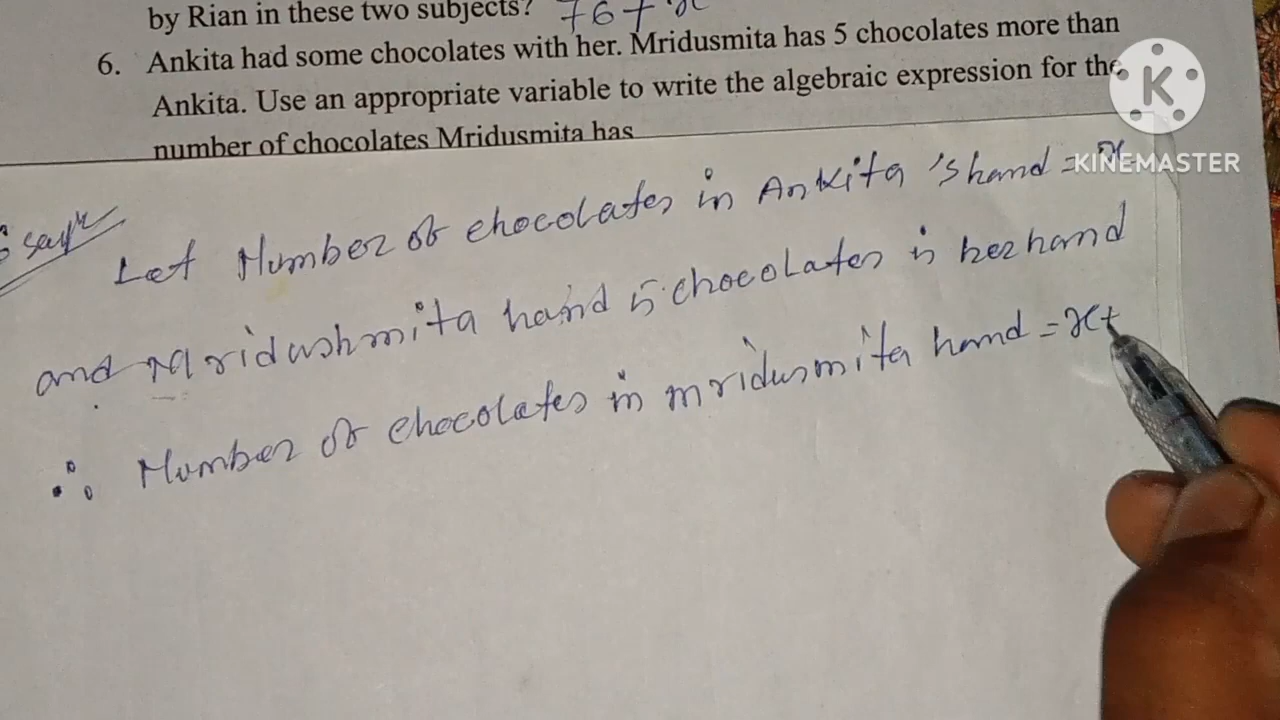 by Rian in these two subjects? 76+x
6. Ankita had some chocolates with her. Mridusmita has 5 chocolates more than
Ankita. Use an appropriate variable to write the algebraic expression for the
number of chocolates Mridusmita has
K
KINEMASTER
Let Number of chocolates in Ankita 's hand = x
and Mridushmita hand 5 chocolates in her hand
∴ Number of chocolates in mridusmita hand = x+